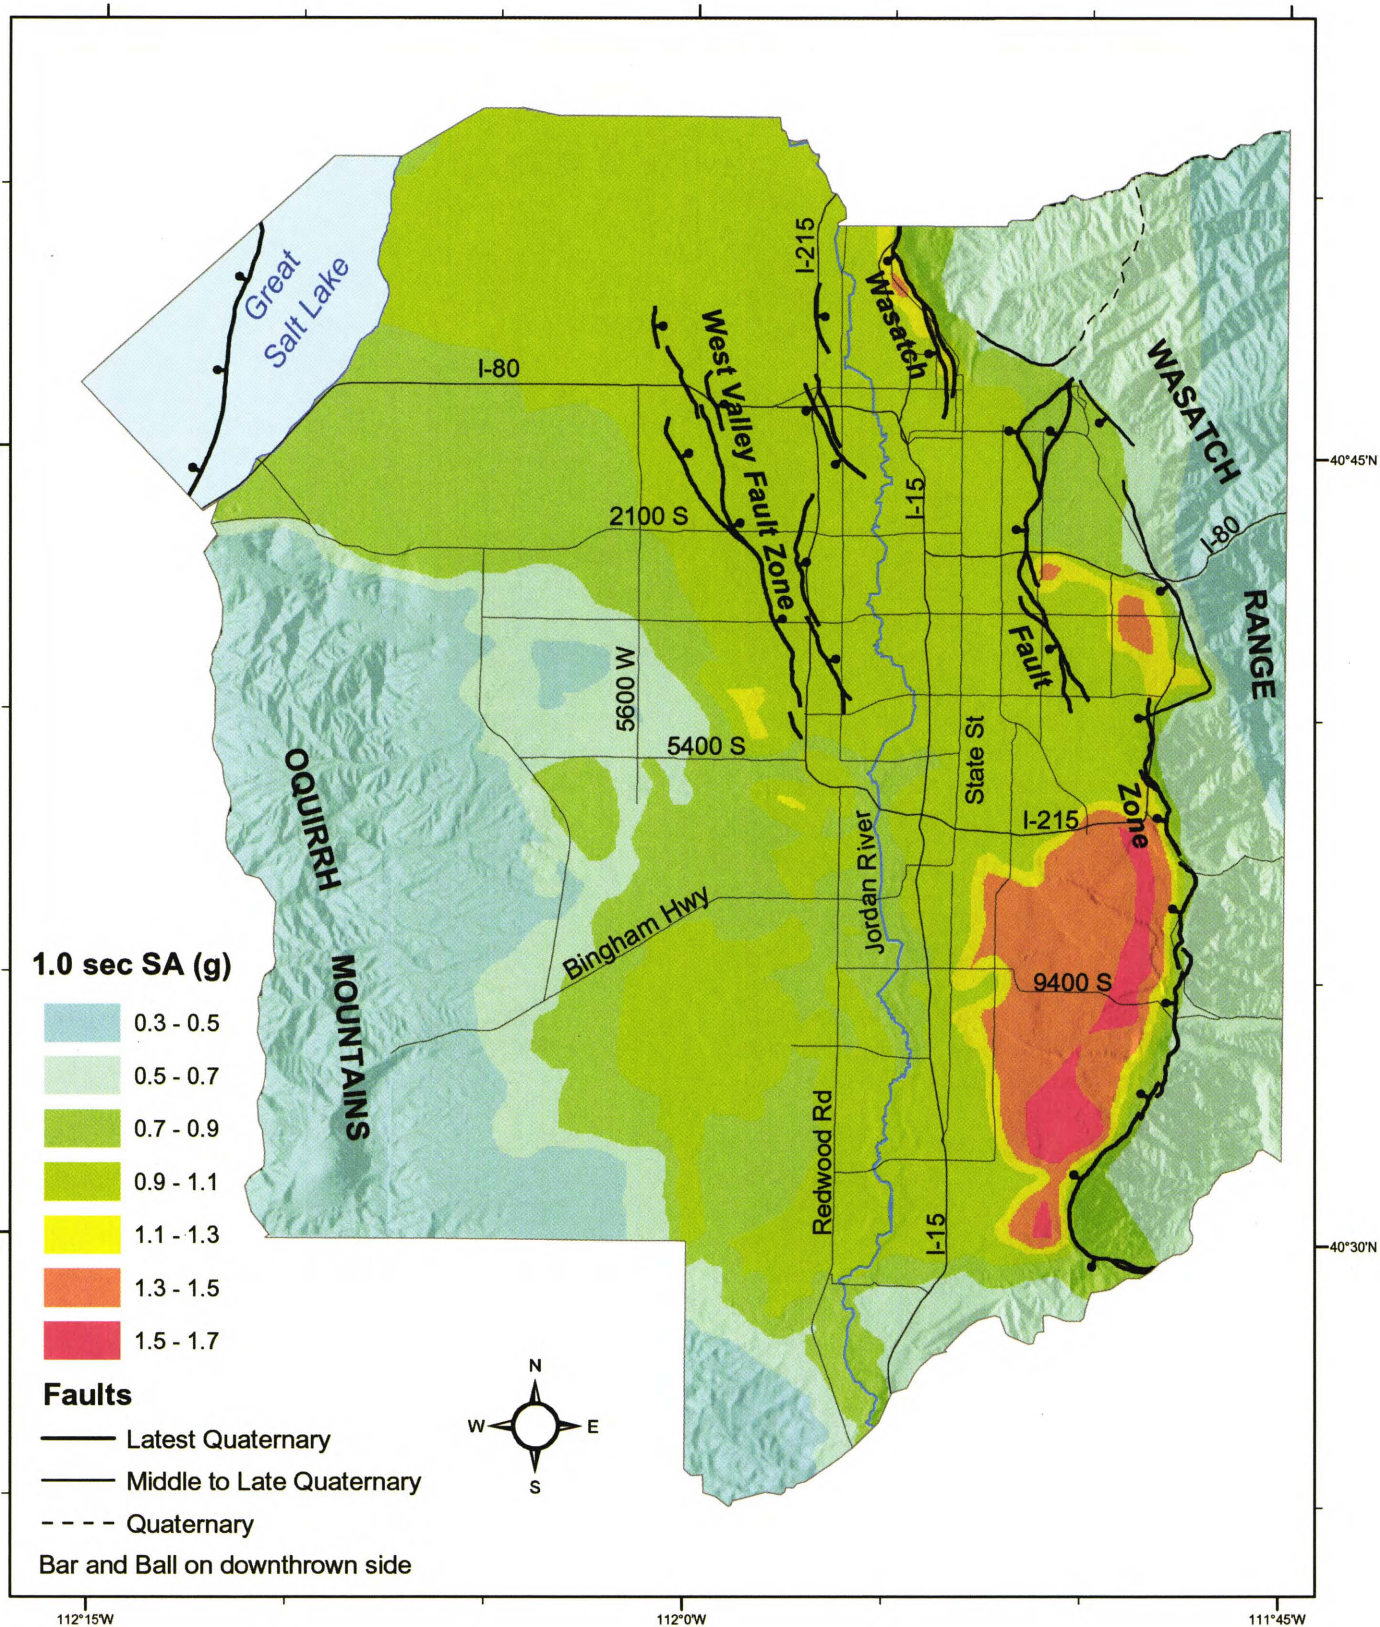 I-215
Great
Salt Lake
Wasatch
West Valley Fault Zone
WASATCH
I-80
40°45'N
I-15
2100 S
I-80
RANGE
Fault
5600 W
5400 S
State St
OQUIRRH
Zone
I-215
Jordan River
Bingham Hwy
1.0 sec SA (g)
MOUNTAINS
9400 S
0.3 - 0.5
0.5 - 0.7
0.7 - 0.9
0.9 - 1.1
1.1 - 1.3
1.3 - 1.5
1.5 - 1.7
Redwood Rd
I-15
40°30'N
Faults
Latest Quaternary
Middle to Late Quaternary
Quaternary
Bar and Ball on downthrown side
N
W
E
S
112°15'W
112°0'W
111°45'W